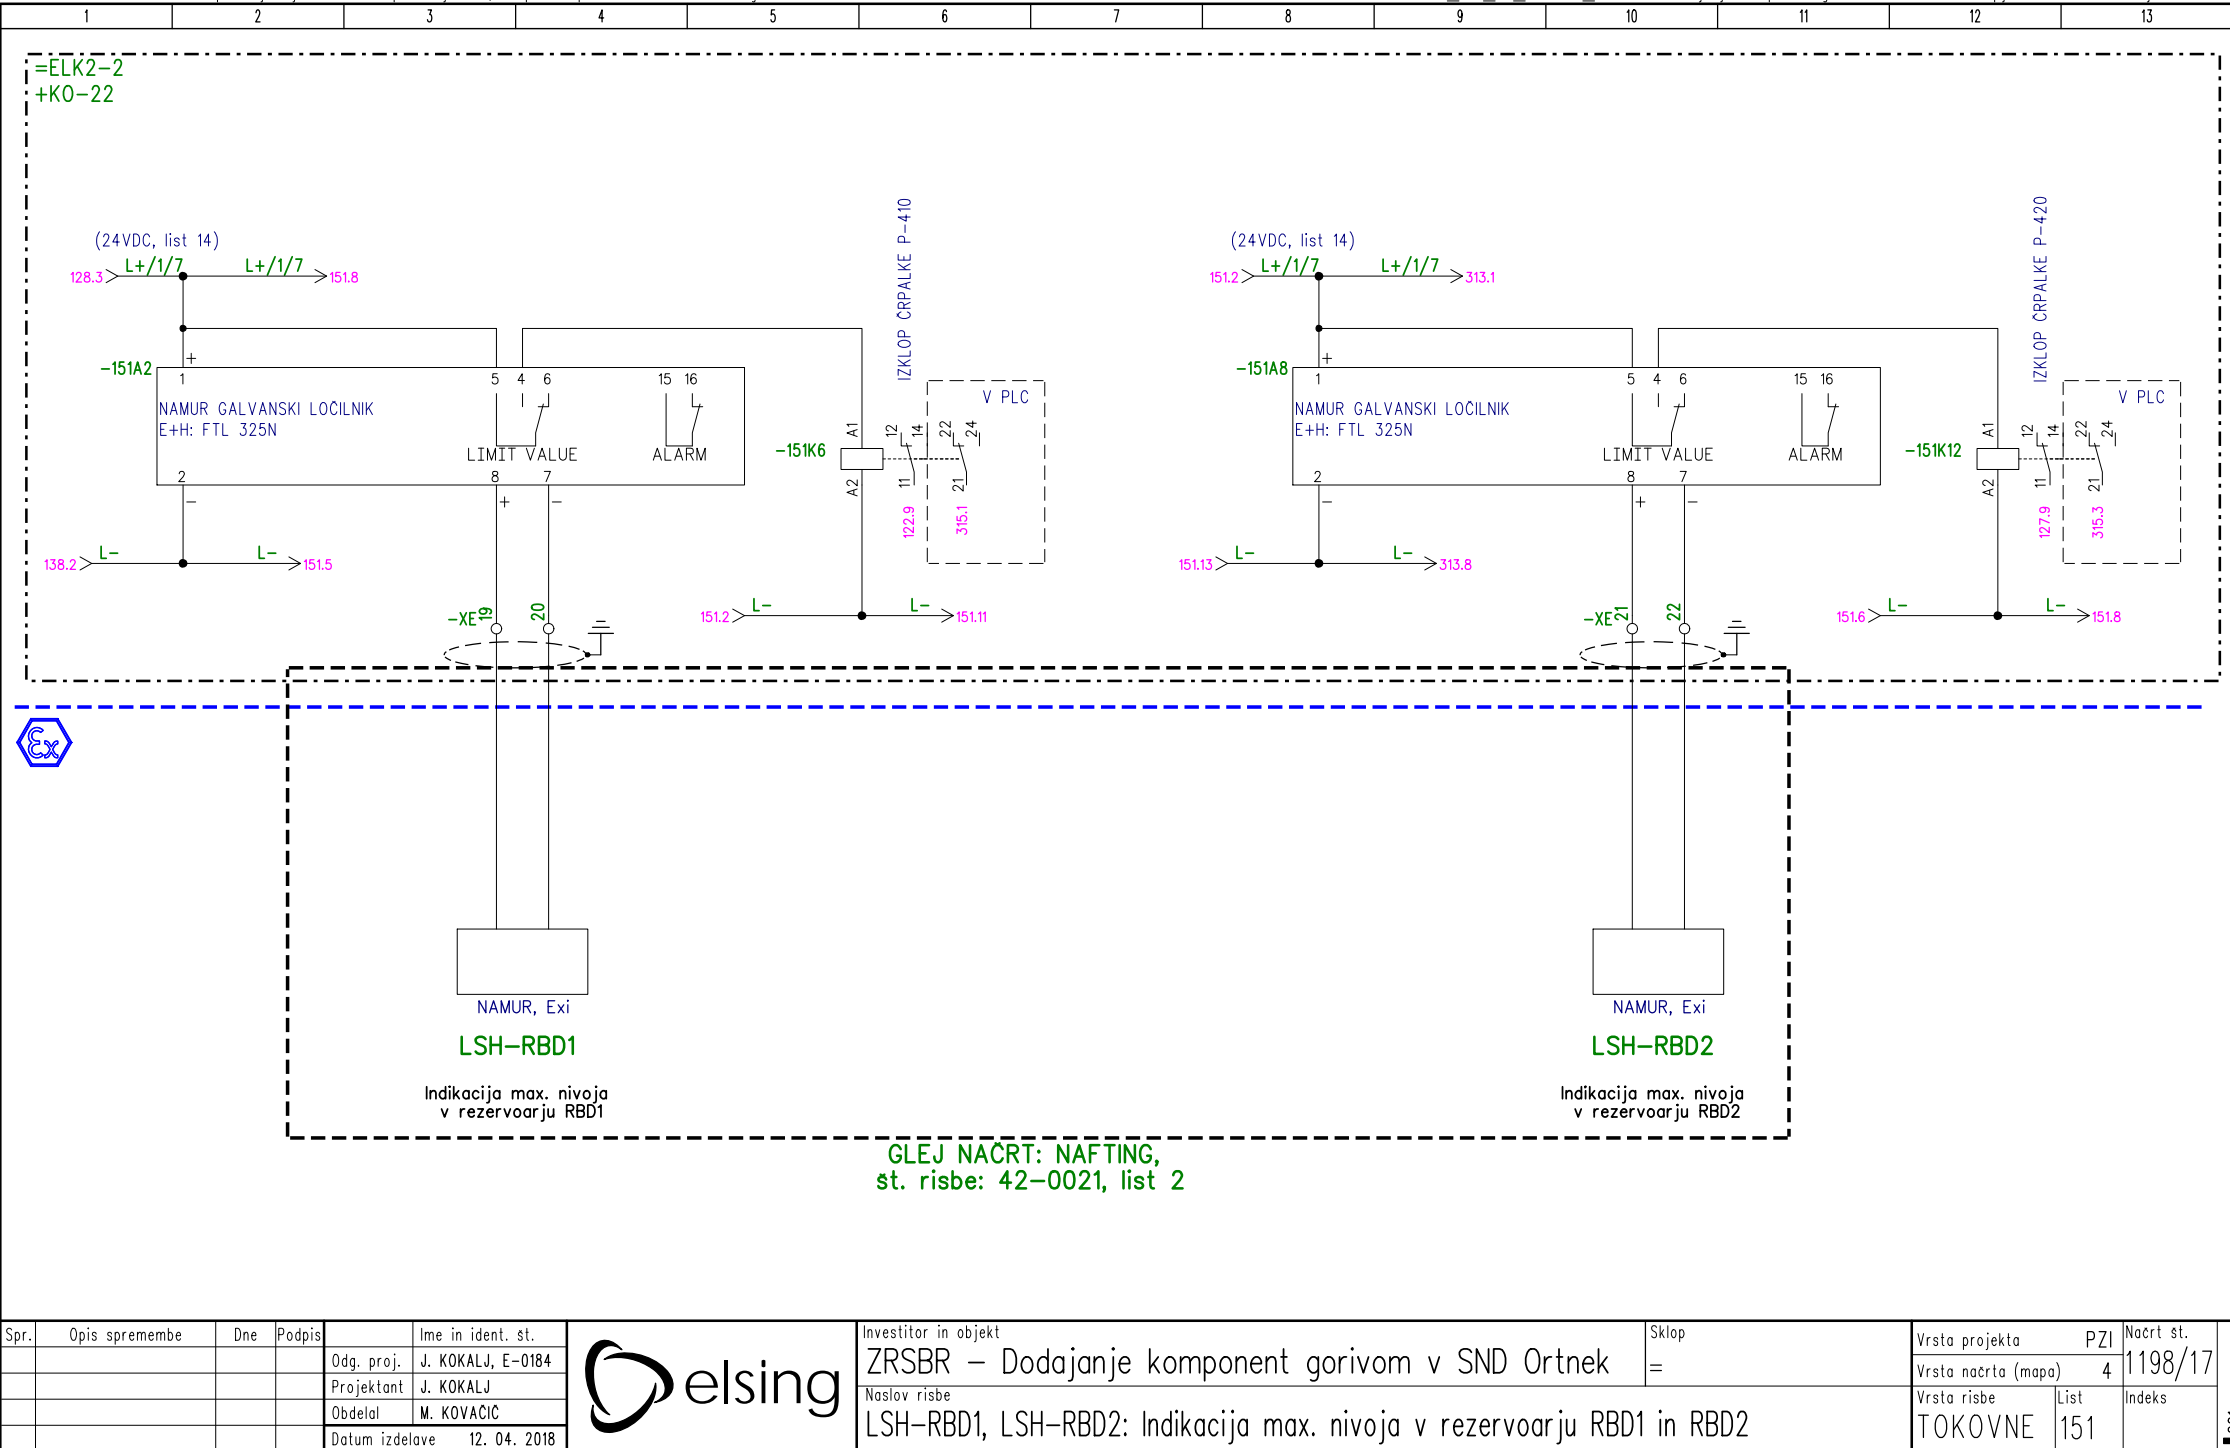 1 2 3 4 5 6 7 8 9 10 11 12 13
=ELK2-2
+KO-22
(24VDC, list 14)
128.3 L+/1/7 L+/1/7 151.8
-151A2
+
1 5 4 6 15 16
NAMUR GALVANSKI LOČILNIK
E+H: FTL 325N
LIMIT VALUE ALARM
2 8 7
- + -
138.2 L- L- 151.5
-XE 19 20
-151K6
A1
A2
IZKLOP ČRPALKE P-410
12 14 11
122.9
V PLC
22 24 21
315.1
151.2 L- L- 151.11
(24VDC, list 14)
151.2 L+/1/7 L+/1/7 313.1
-151A8
+
1 5 4 6 15 16
NAMUR GALVANSKI LOČILNIK
E+H: FTL 325N
LIMIT VALUE ALARM
2 8 7
- + -
151.13 L- L- 313.8
-XE 21 22
-151K12
A1
A2
IZKLOP ČRPALKE P-420
12 14 11
127.9
V PLC
22 24 21
315.3
151.6 L- L- 151.8
Ex
NAMUR, Exi
LSH-RBD1
Indikacija max. nivoja
v rezervoarju RBD1
NAMUR, Exi
LSH-RBD2
Indikacija max. nivoja
v rezervoarju RBD2
GLEJ NAČRT: NAFTING,
št. risbe: 42-0021, list 2
Spr. Opis spremembe Dne Podpis
Ime in ident. št.
Odg. proj. J. KOKALJ, E-0184
Projektant J. KOKALJ
Obdelal M. KOVAČIČ
Datum izdelave 12. 04. 2018
elsing
Investitor in objekt
ZRSBR - Dodajanje komponent gorivom v SND Ortnek
Sklop
=
Naslov risbe
LSH-RBD1, LSH-RBD2: Indikacija max. nivoja v rezervoarju RBD1 in RBD2
Vrsta projekta PZI
Vrsta načrta (mapa) 4
Načrt št.
1198/17
Vrsta risbe
TOKOVNE
List
151
Indeks